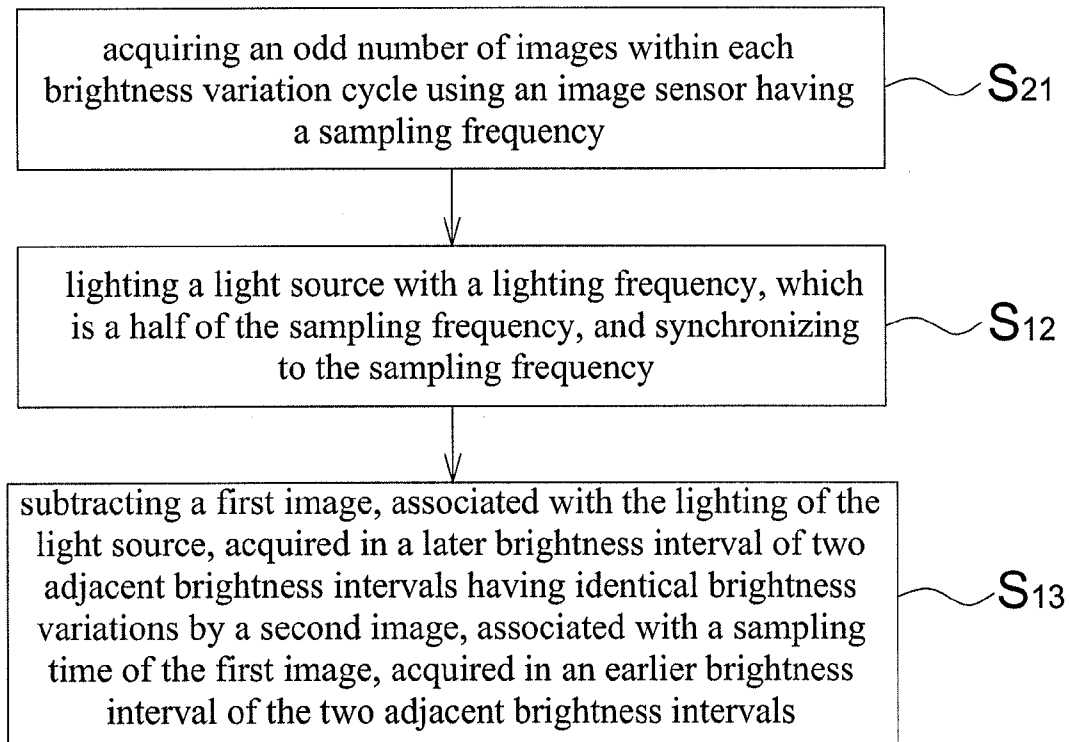 acquiring an odd number of images within each
brightness variation cycle using an image sensor having
a sampling frequency
S21
lighting a light source with a lighting frequency, which
is a half of the sampling frequency, and synchronizing
to the sampling frequency
S12
subtracting a first image, associated with the lighting of the
light source, acquired in a later brightness interval of two
adjacent brightness intervals having identical brightness
variations by a second image, associated with a sampling
time of the first image, acquired in an earlier brightness
interval of the two adjacent brightness intervals
S13